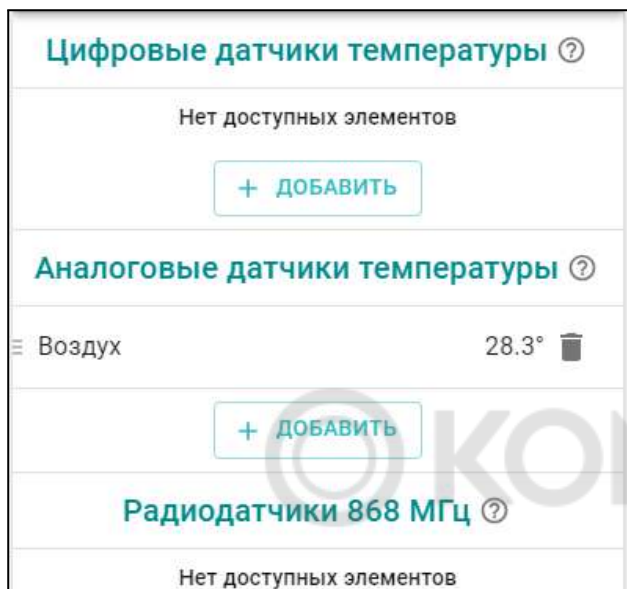 Цифровые датчики температуры
Нет доступных элементов
+ ДОБАВИТЬ
Аналоговые датчики температуры
Воздух 28.3°
+ ДОБАВИТЬ
Радиодатчики 868 МГц
Нет доступных элементов